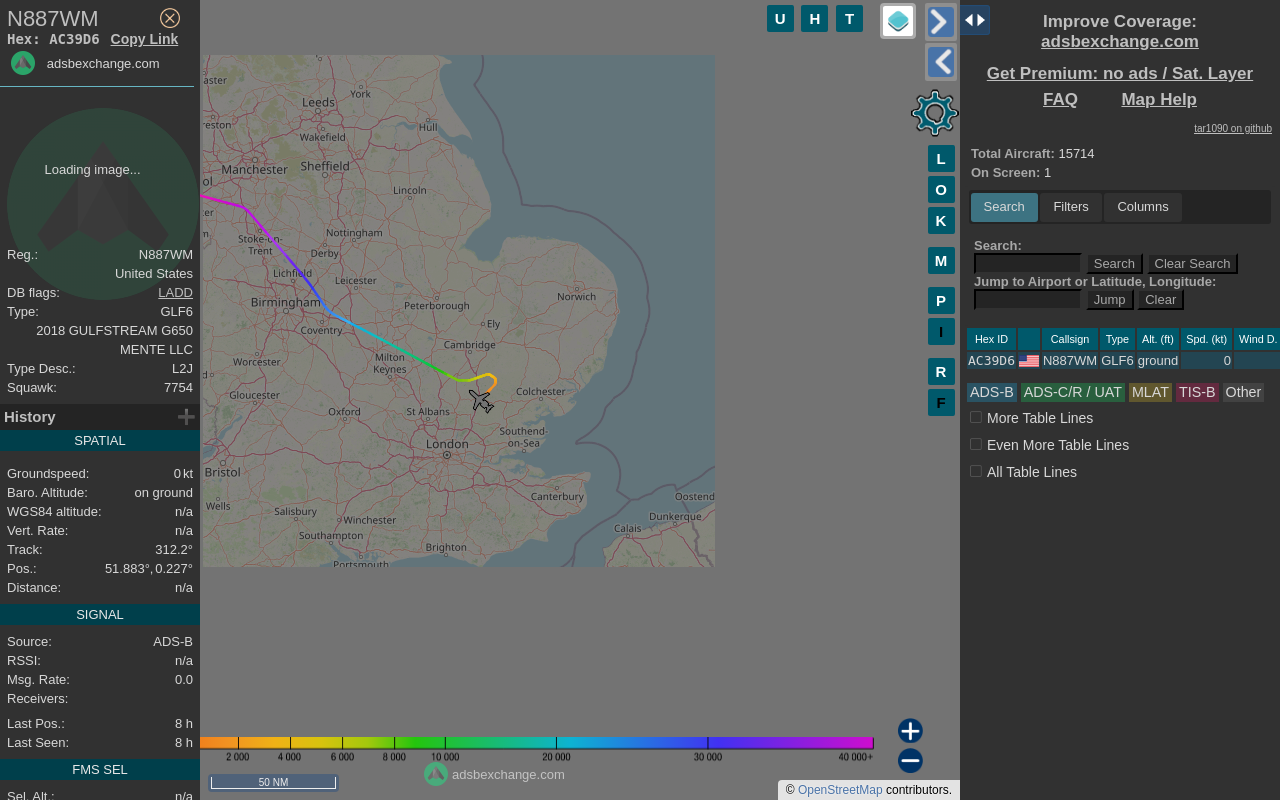 N887WM
Hex: AC39D6 Copy Link
adsbexchange.com
Loading image...
Reg.: N887WM
United States
DB flags: LADD
Type: GLF6
2018 GULFSTREAM G650
MENTE LLC
Type Desc.: L2J
Squawk: 7754
History
SPATIAL
Groundspeed: 0 kt
Baro. Altitude: on ground
WGS84 altitude: n/a
Vert. Rate: n/a
Track: 312.2°
Pos.: 51.883°, 0.227°
Distance: n/a
SIGNAL
Source: ADS-B
RSSI: n/a
Msg. Rate: 0.0
Receivers:
Last Pos.: 8 h
Last Seen: 8 h
FMS SEL
Sel. Alt.: n/a
U H T
York
Leeds
Hull
Wakefield
Manchester
Sheffield
Lincoln
Stoke-on-
Trent
Nottingham
Derby
Lichfield
Leicester
Norwich
Birmingham
Peterborough
Coventry
Ely
Cambridge
Worcester
Milton
Keynes
Colchester
Gloucester
Oxford
St Albans
Southend-
on-Sea
London
Bristol
Canterbury
Oostend
Wells
Salisbury
Winchester
Dunkerque
Calais
Southampton
Brighton
Portsmouth
L
O
K
M
P
I
R
F
2 000 4 000 6 000 8 000 10 000 20 000 30 000 40 000+
50 NM
adsbexchange.com
© OpenStreetMap contributors.
Improve Coverage:
adsbexchange.com
Get Premium: no ads / Sat. Layer
FAQ Map Help
tar1090 on github
Total Aircraft: 15714
On Screen: 1
Search Filters Columns
Search:
Search Clear Search
Jump to Airport or Latitude, Longitude:
Jump Clear
Hex ID Callsign Type Alt. (ft) Spd. (kt) Wind D.
AC39D6 N887WM GLF6 ground 0
ADS-B ADS-C/R / UAT MLAT TIS-B Other
More Table Lines
Even More Table Lines
All Table Lines